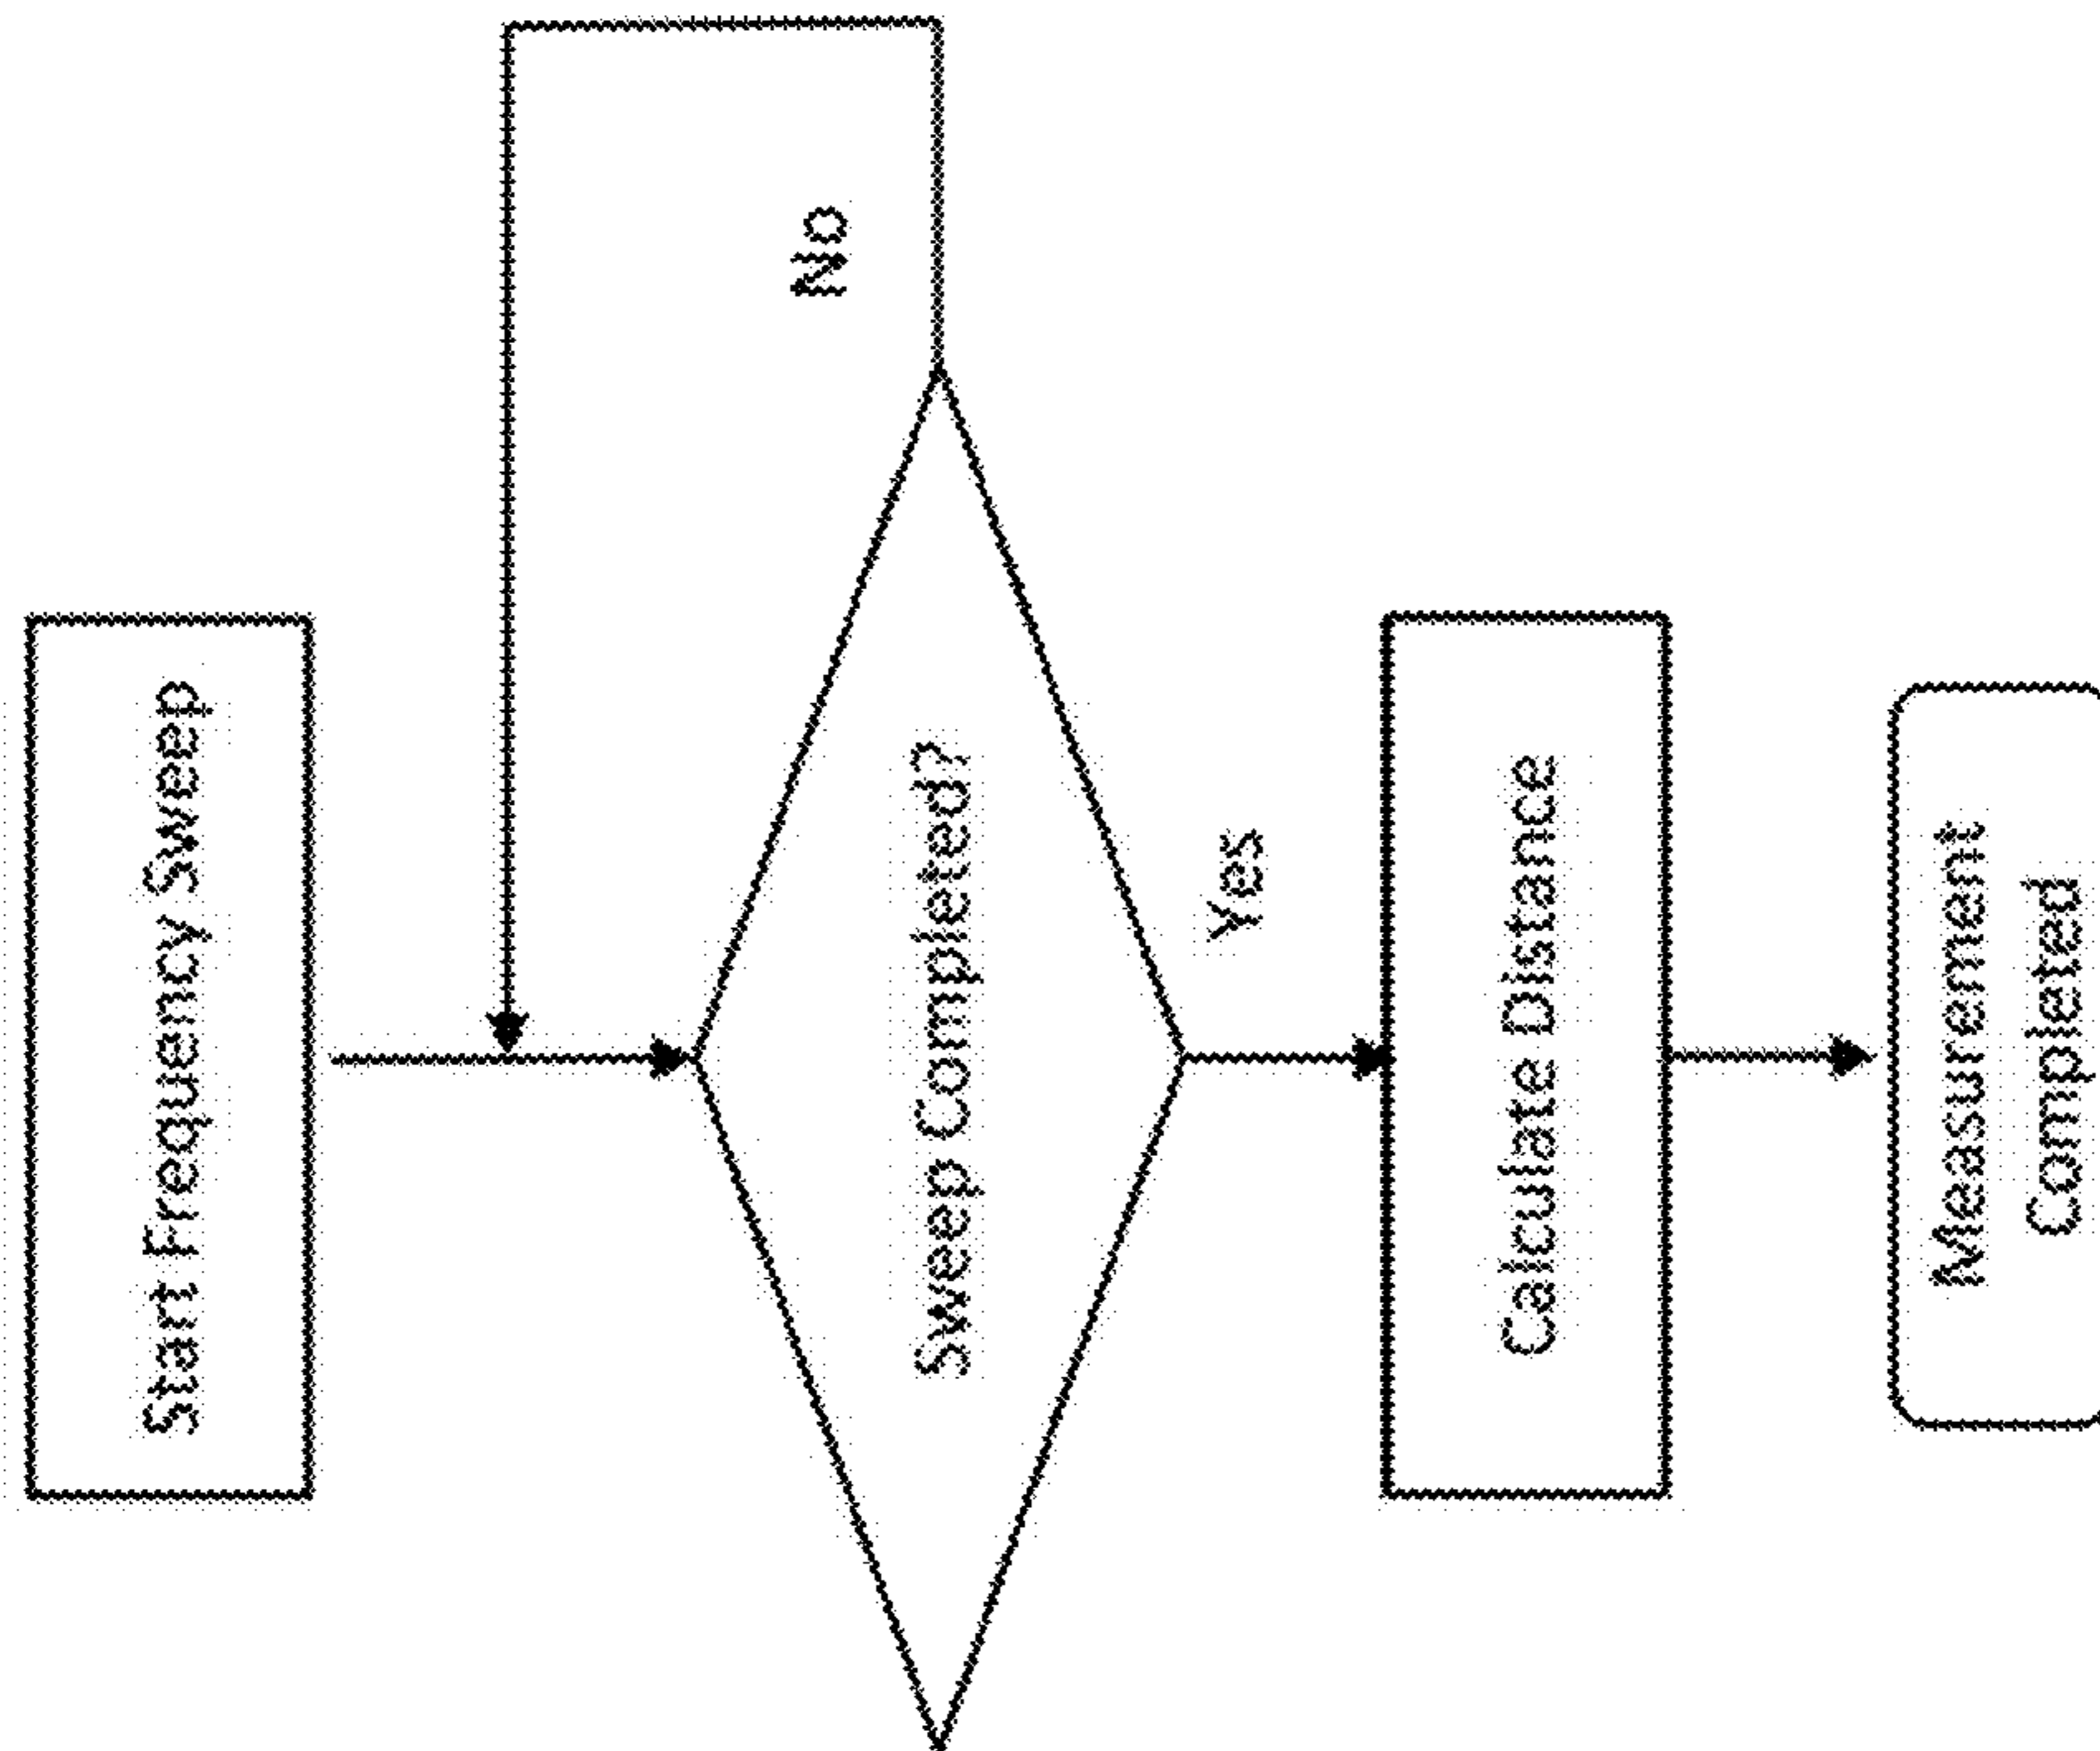 Start Frequency Sweep
No
Sweep Completed?
Yes
Calculate Distance
Measurement
Completed